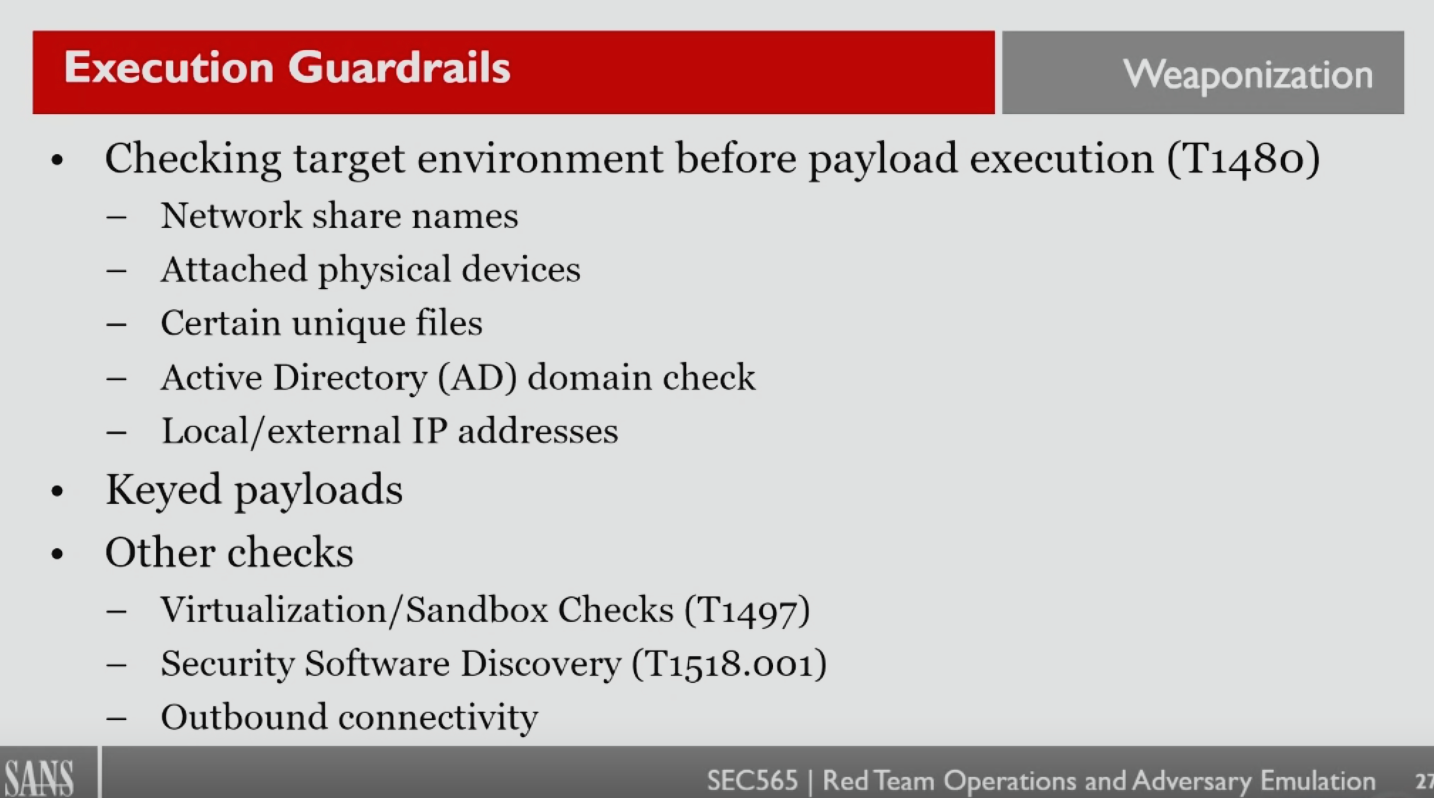 Execution Guardrails
Weaponization
• Checking target environment before payload execution (T1480)
– Network share names
– Attached physical devices
– Certain unique files
– Active Directory (AD) domain check
– Local/external IP addresses
• Keyed payloads
• Other checks
– Virtualization/Sandbox Checks (T1497)
– Security Software Discovery (T1518.001)
– Outbound connectivity
SANS
SEC565 | Red Team Operations and Adversary Emulation
27